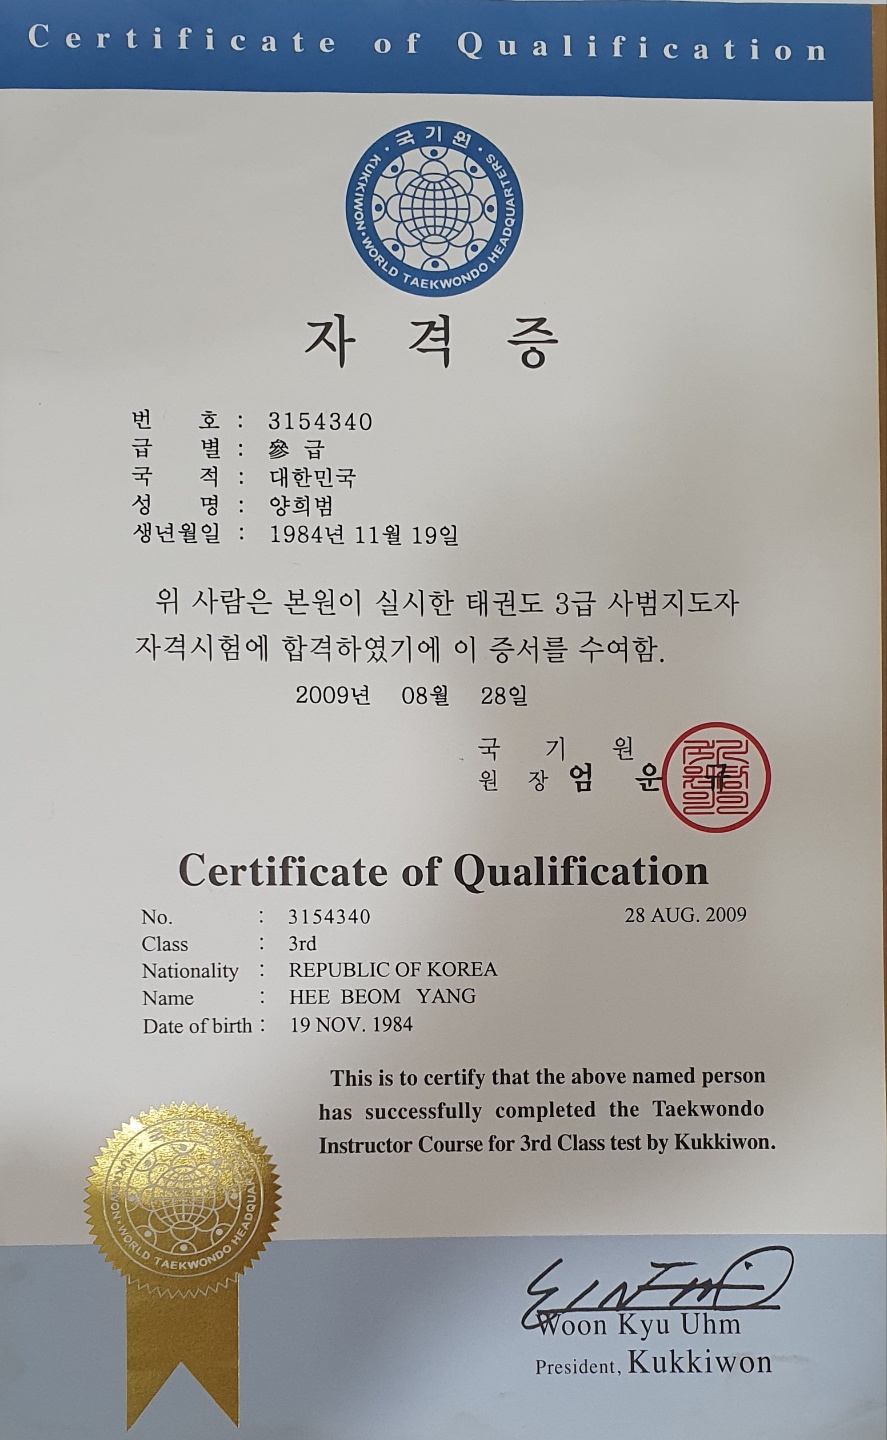 Certificate of Qualification
· 국기원 ·
KUKKIWON · WORLD TAEKWONDO HEADQUARTERS
자 격 증
번 호 : 3154340
급 별 : 參 급
국 적 : 대한민국
성 명 : 양희범
생년월일 : 1984년 11월 19일
위 사람은 본원이 실시한 태권도 3급 사범지도자
자격시험에 합격하였기에 이 증서를 수여함.
2009년 08월 28일
국 기 원
원 장 엄 운 규
Certificate of Qualification
No. : 3154340 28 AUG. 2009
Class : 3rd
Nationality : REPUBLIC OF KOREA
Name : HEE BEOM YANG
Date of birth : 19 NOV. 1984
This is to certify that the above named person
has successfully completed the Taekwondo
Instructor Course for 3rd Class test by Kukkiwon.
KUKKIWON · WORLD TAEKWONDO
Woon Kyu Uhm
President, Kukkiwon